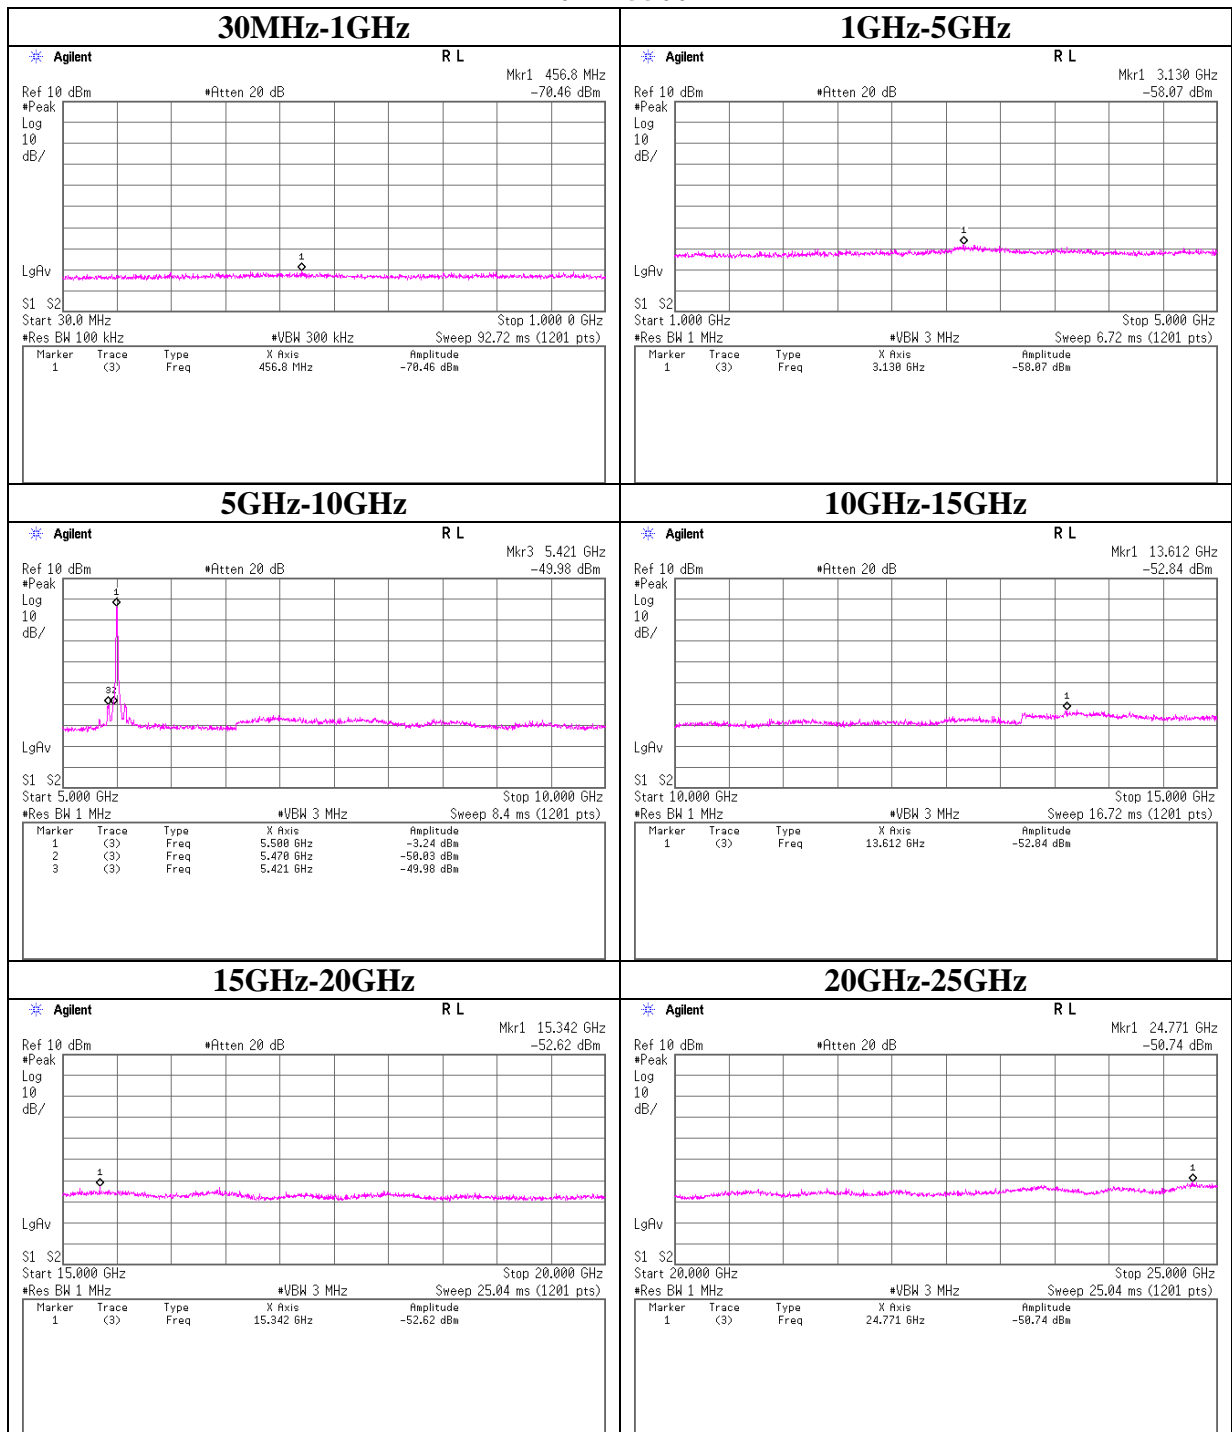 30MHz-1GHz
Agilent R L
Mkr1 456.8 MHz
Ref 10 dBm #Atten 20 dB -70.46 dBm
#Peak
Log
10
dB/
1
LgAv
S1 S2
Start 30.0 MHz Stop 1.000 0 GHz
#Res BW 100 kHz #VBW 300 kHz Sweep 92.72 ms (1201 pts)
Marker Trace Type X Axis Amplitude
1 (3) Freq 456.8 MHz -70.46 dBm
1GHz-5GHz
Agilent R L
Mkr1 3.130 GHz
Ref 10 dBm #Atten 20 dB -58.07 dBm
#Peak
Log
10
dB/
1
LgAv
S1 S2
Start 1.000 GHz Stop 5.000 GHz
#Res BW 1 MHz #VBW 3 MHz Sweep 6.72 ms (1201 pts)
Marker Trace Type X Axis Amplitude
1 (3) Freq 3.130 GHz -58.07 dBm
5GHz-10GHz
Agilent R L
Mkr3 5.421 GHz
Ref 10 dBm #Atten 20 dB -49.98 dBm
#Peak
Log
10
dB/
1
3 2
LgAv
S1 S2
Start 5.000 GHz Stop 10.000 GHz
#Res BW 1 MHz #VBW 3 MHz Sweep 8.4 ms (1201 pts)
Marker Trace Type X Axis Amplitude
1 (3) Freq 5.500 GHz -3.24 dBm
2 (3) Freq 5.470 GHz -50.03 dBm
3 (3) Freq 5.421 GHz -49.98 dBm
10GHz-15GHz
Agilent R L
Mkr1 13.612 GHz
Ref 10 dBm #Atten 20 dB -52.84 dBm
#Peak
Log
10
dB/
1
LgAv
S1 S2
Start 10.000 GHz Stop 15.000 GHz
#Res BW 1 MHz #VBW 3 MHz Sweep 16.72 ms (1201 pts)
Marker Trace Type X Axis Amplitude
1 (3) Freq 13.612 GHz -52.84 dBm
15GHz-20GHz
Agilent R L
Mkr1 15.342 GHz
Ref 10 dBm #Atten 20 dB -52.62 dBm
#Peak
Log
10
dB/
1
LgAv
S1 S2
Start 15.000 GHz Stop 20.000 GHz
#Res BW 1 MHz #VBW 3 MHz Sweep 25.04 ms (1201 pts)
Marker Trace Type X Axis Amplitude
1 (3) Freq 15.342 GHz -52.62 dBm
20GHz-25GHz
Agilent R L
Mkr1 24.771 GHz
Ref 10 dBm #Atten 20 dB -50.74 dBm
#Peak
Log
10
dB/
1
LgAv
S1 S2
Start 20.000 GHz Stop 25.000 GHz
#Res BW 1 MHz #VBW 3 MHz Sweep 25.04 ms (1201 pts)
Marker Trace Type X Axis Amplitude
1 (3) Freq 24.771 GHz -50.74 dBm